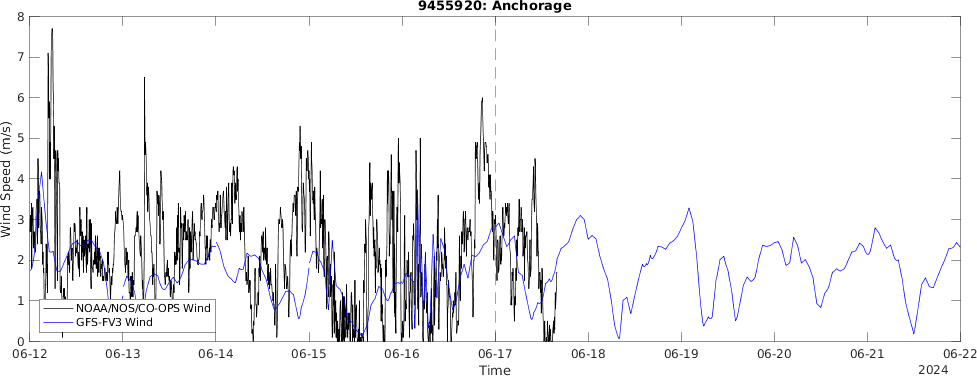 9455920: Anchorage
8
7
6
5
4
3
2
1
0
Wind Speed (m/s)
NOAA/NOS/CO-OPS Wind
GFS-FV3 Wind
06-12 06-13 06-14 06-15 06-16 06-17 06-18 06-19 06-20 06-21 06-22
Time
2024